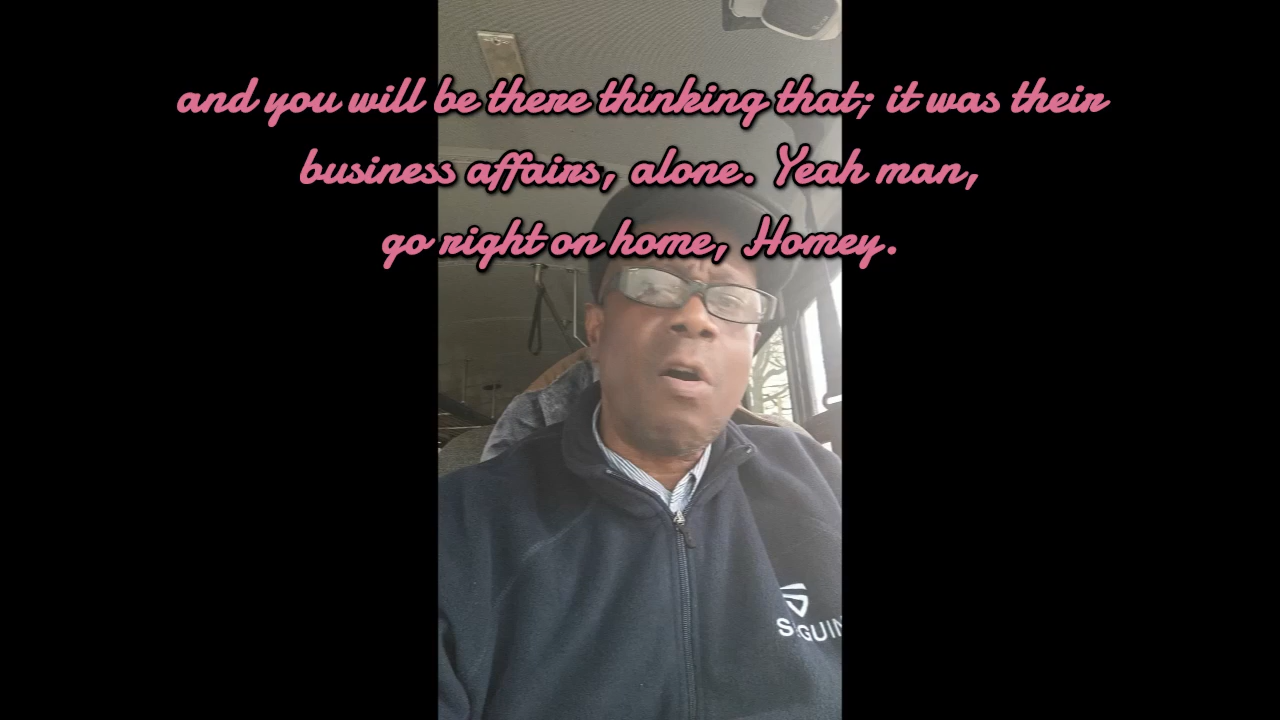 and you will be there thinking that; it was their
business affairs, alone. Yeah man,
go right on home, Homey.